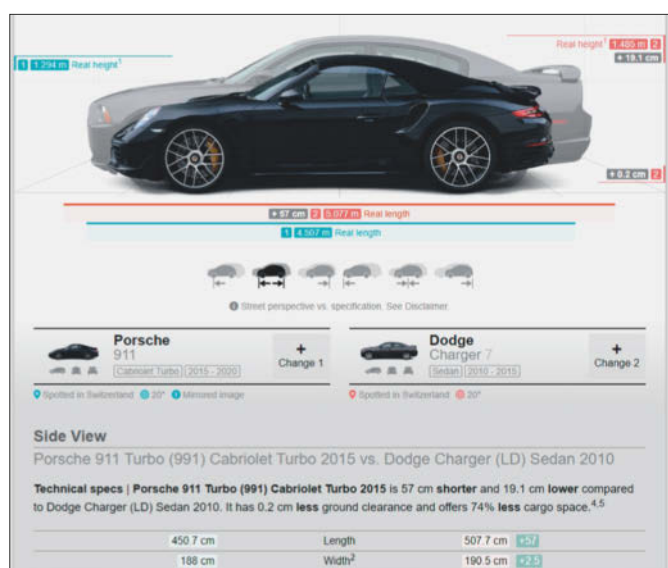 Real height¹ 1.485 m 2
1 1.294 m Real height¹
+ 19.1 cm
+ 0.2 cm 2
+ 57 cm 2 5.077 m Real length
1 4.507 m Real length
Street perspective vs. specification. See Disclaimer.
Porsche
911
Cabriolet Turbo 2015 - 2020
+
Change 1
Dodge
Charger 7
Sedan 2010 - 2015
+
Change 2
Spotted in Switzerland 20° Mirrored image
Spotted in Switzerland 20°
Side View
Porsche 911 Turbo (991) Cabriolet Turbo 2015 vs. Dodge Charger (LD) Sedan 2010
Technical specs | Porsche 911 Turbo (991) Cabriolet Turbo 2015 is 57 cm shorter and 19.1 cm lower compared
to Dodge Charger (LD) Sedan 2010. It has 0.2 cm less ground clearance and offers 74% less cargo space.⁴,⁵
450.7 cm Length 507.7 cm +57
188 cm Width² 190.5 cm +2.5